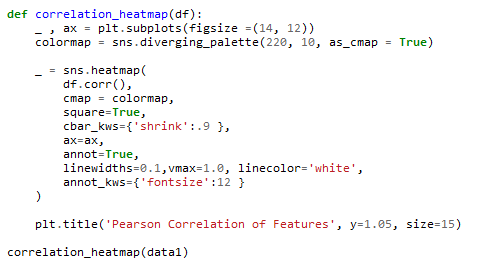 def correlation_heatmap(df):
    _ , ax = plt.subplots(figsize =(14, 12))
    colormap = sns.diverging_palette(220, 10, as_cmap = True)
    _ = sns.heatmap(
        df.corr(),
        cmap = colormap,
        square=True,
        cbar_kws={'shrink':.9 },
        ax=ax,
        annot=True,
        linewidths=0.1,vmax=1.0, linecolor='white',
        annot_kws={'fontsize':12 }
    )
    plt.title('Pearson Correlation of Features', y=1.05, size=15)
correlation_heatmap(data1)